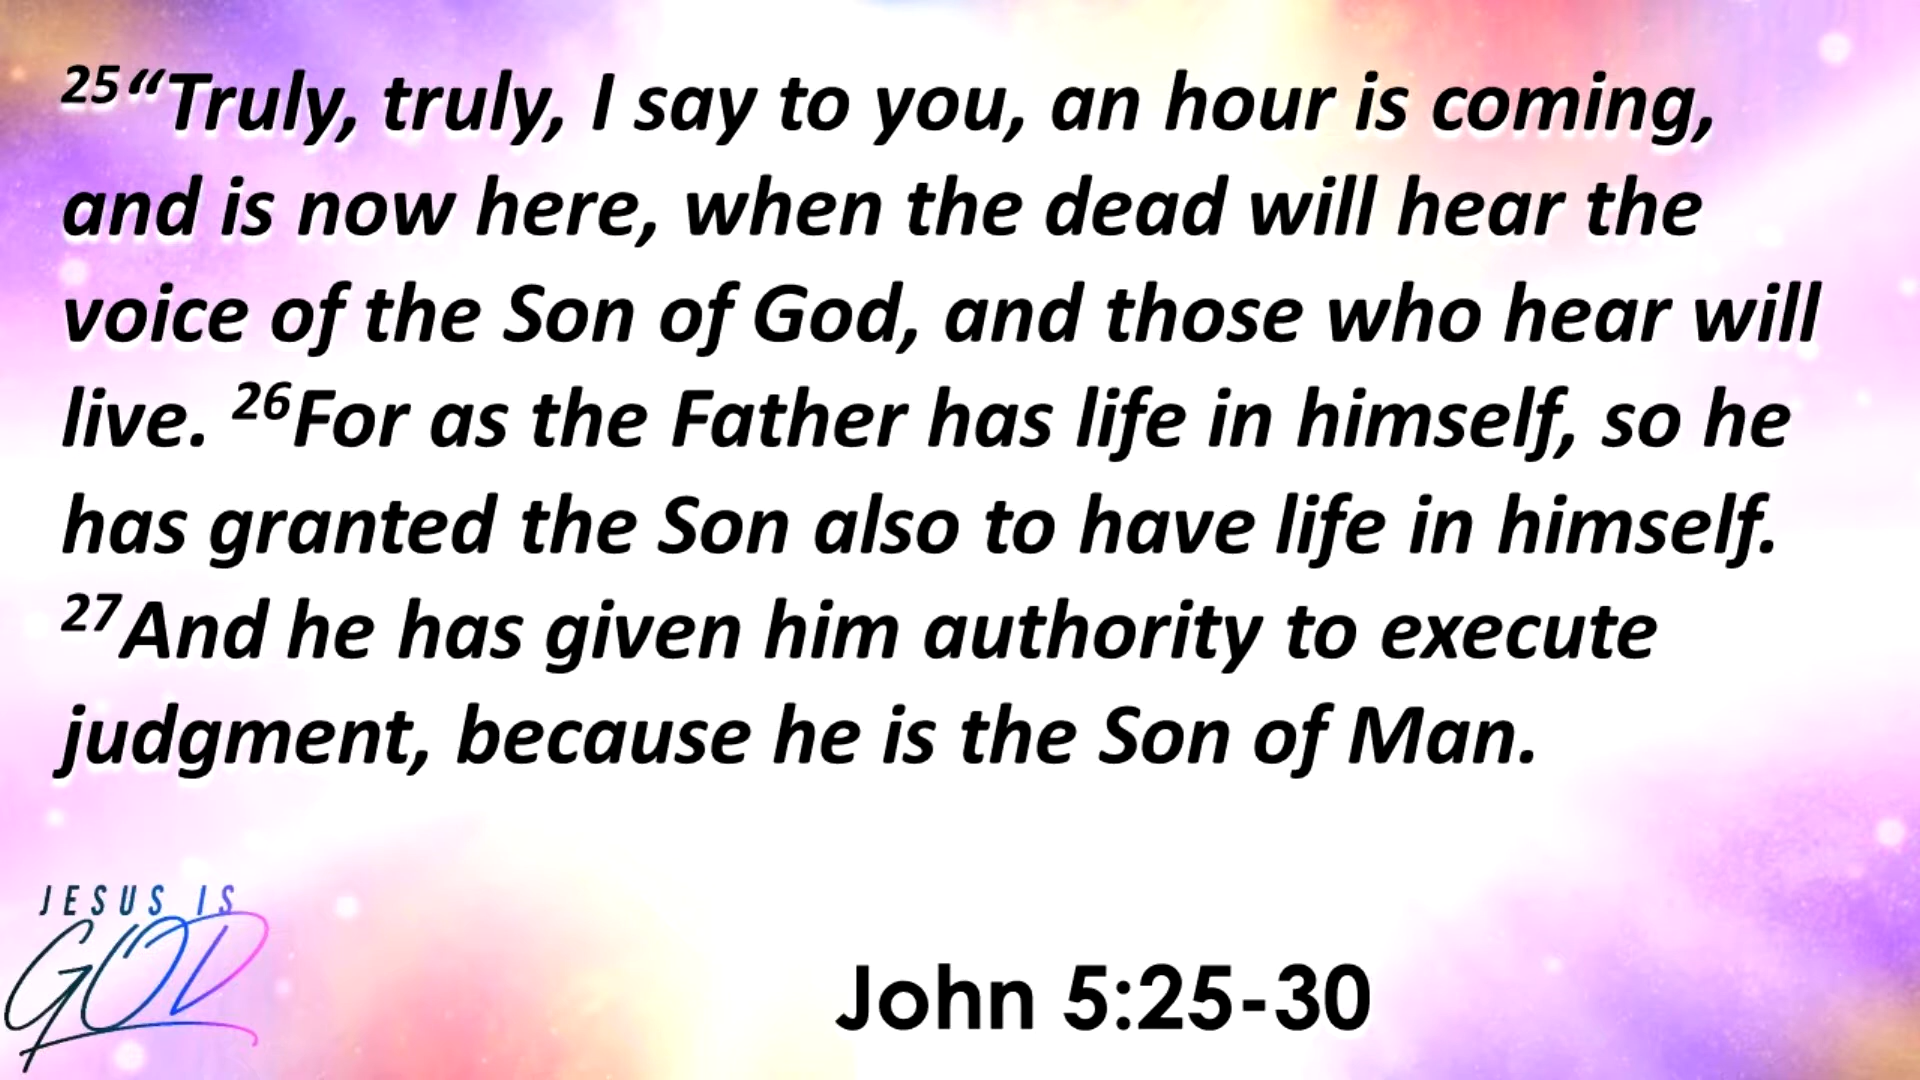 25“Truly, truly, I say to you, an hour is coming,
and is now here, when the dead will hear the
voice of the Son of God, and those who hear will
live. 26For as the Father has life in himself, so he
has granted the Son also to have life in himself.
27And he has given him authority to execute
judgment, because he is the Son of Man.
JESUS IS
GOD
John 5:25-30